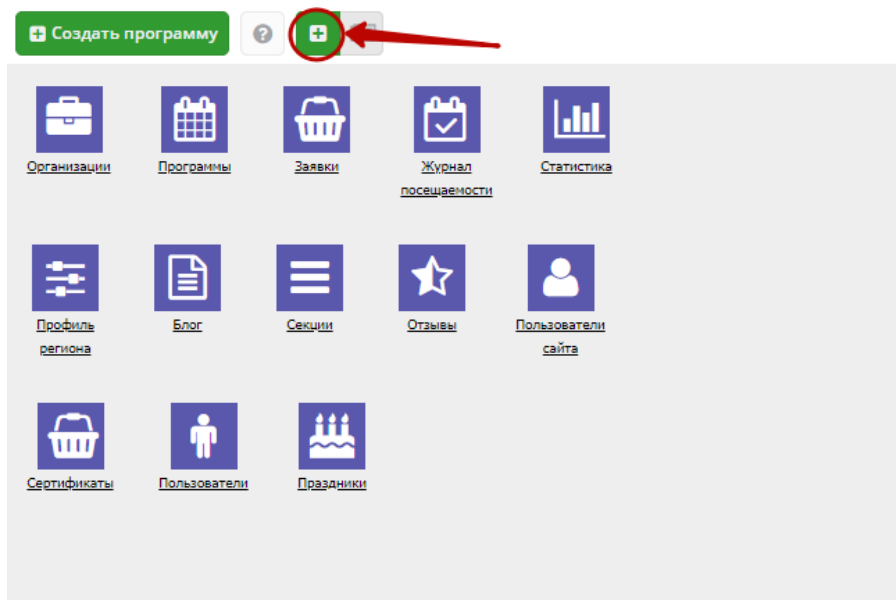 Создать программу
Организации
Программы
Заявки
Журнал
посещаемости
Статистика
Профиль
региона
Блог
Секции
Отзывы
Пользователи
сайта
Сертификаты
Пользователи
Праздники